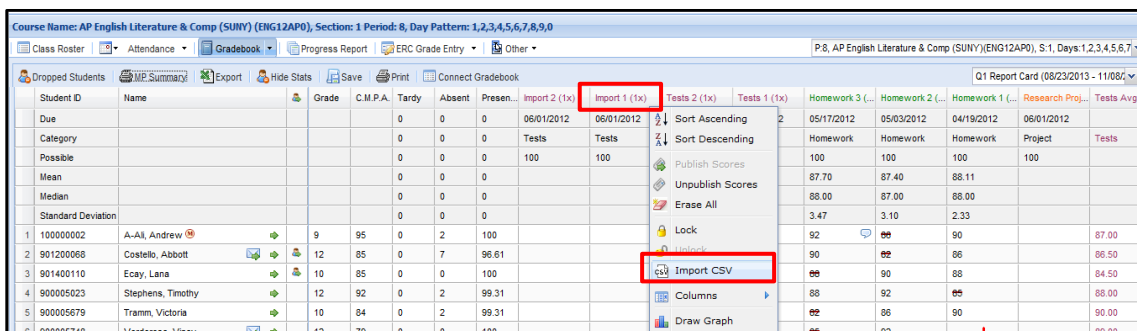 Course Name: AP English Literature & Comp (SUNY) (ENG12AP0), Section: 1 Period: 8, Day Pattern: 1,2,3,4,5,6,7,8,9,0
Class Roster Attendance Gradebook Progress Report ERC Grade Entry Other P:8, AP English Literature & Comp (SUNY)(ENG12AP0), S:1, Days:1,2,3,4,5,6,7
Dropped Students MP Summary Export Hide Stats Save Print Connect Gradebook Q1 Report Card (08/23/2013 - 11/08/2
Student ID Name Grade C.M.P.A. Tardy Absent Presen... Import 2 (1x) Import 1 (1x) Tests 2 (1x) Tests 1 (1x) Homework 3 (... Homework 2 (... Homework 1 (... Research Proj... Tests Avg
Due 0 0 0 06/01/2012 06/01/2012 Sort Ascending 2 05/17/2012 05/03/2012 04/19/2012 06/01/2012
Category 0 0 0 Tests Tests Sort Descending Homework Homework Homework Project Tests
Possible 0 0 0 100 100 Publish Scores 100 100 100 100
Mean 0 0 0 Unpublish Scores 87.70 87.40 88.11
Median 0 0 0 Erase All 88.00 87.00 88.00
Standard Deviation 0 0 0 Lock 3.47 3.10 2.33
1 100000002 A-Ali, Andrew M 9 95 0 2 100 Unlock 92 88 90 87.00
2 901200068 Costello, Abbott 12 85 0 7 96.61 90 82 86 86.50
3 901400110 Ecay, Lana 10 85 0 0 100 csv Import CSV 88 90 88 84.50
4 900005023 Stephens, Timothy 12 92 0 2 99.31 Columns 88 92 85 88.00
5 900005679 Tramm, Victoria 10 84 0 2 99.31 Draw Graph 82 86 90 90.00